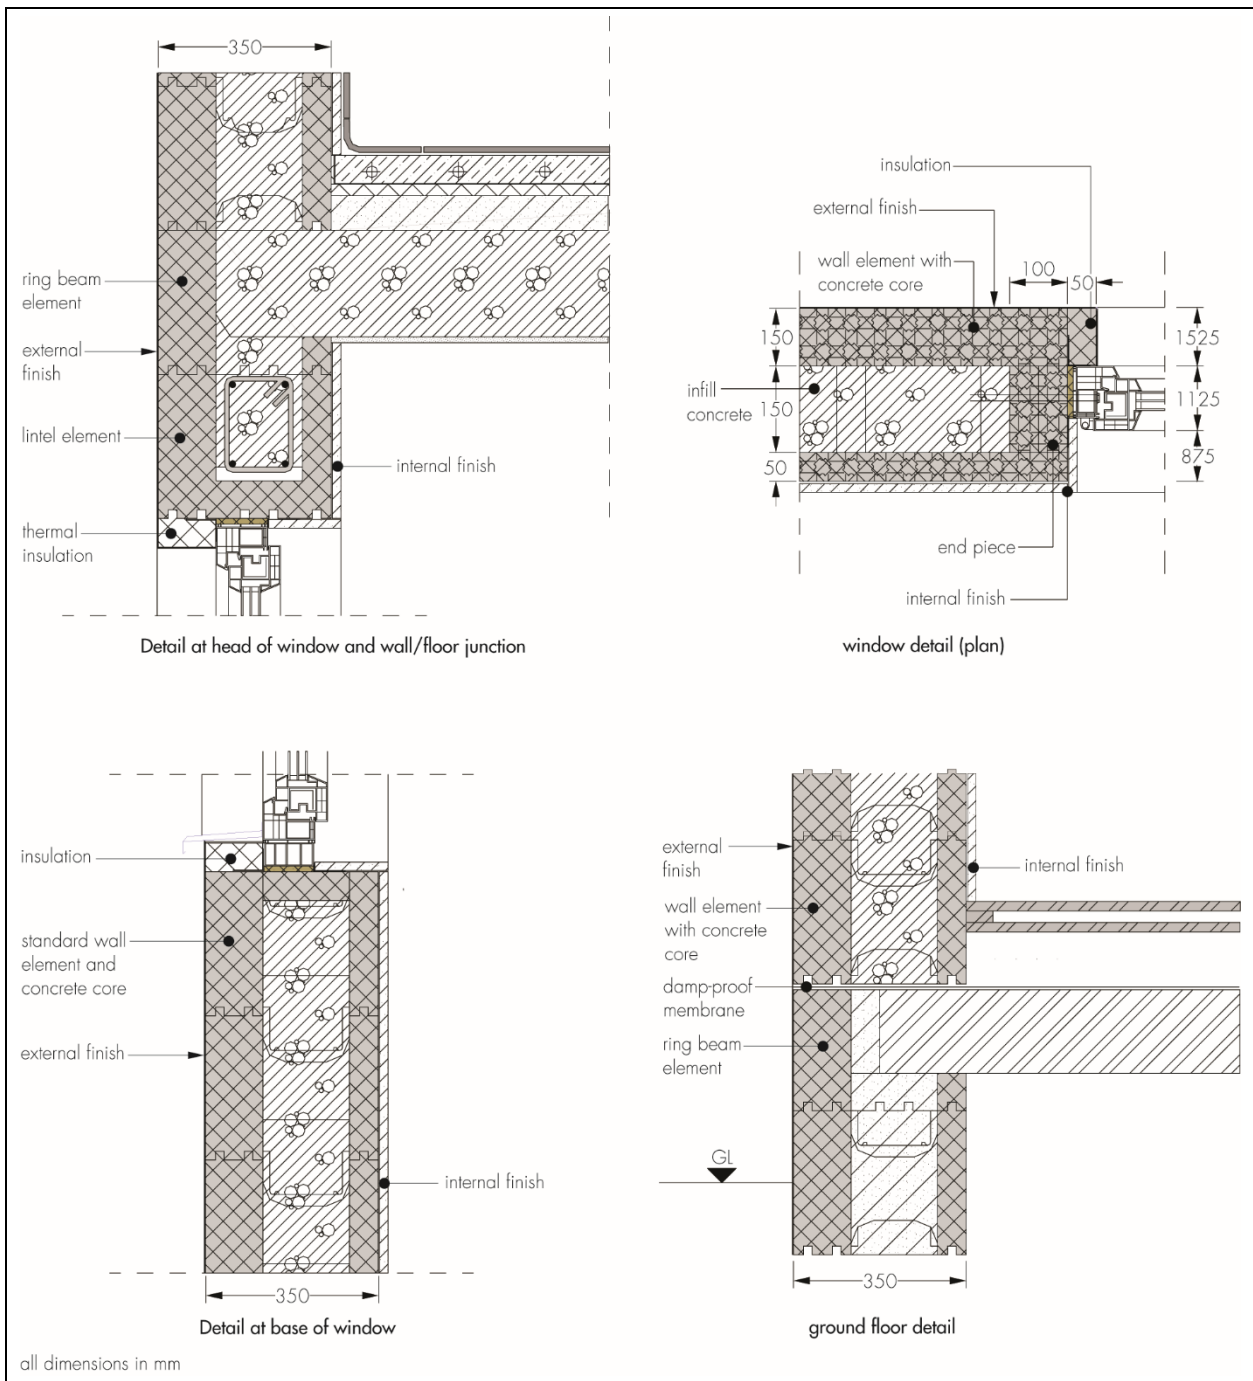 350
ring beam
element
external
finish
lintel element
internal finish
thermal
insulation
Detail at head of window and wall/floor junction
insulation
external finish
wall element with
concrete core
100
50
150
1525
infill
concrete
150
1125
50
875
end piece
internal finish
window detail (plan)
insulation
standard wall
element and
concrete core
external finish
internal finish
350
Detail at base of window
external
finish
internal finish
wall element
with concrete
core
damp-proof
membrane
ring beam
element
GL
350
ground floor detail
all dimensions in mm